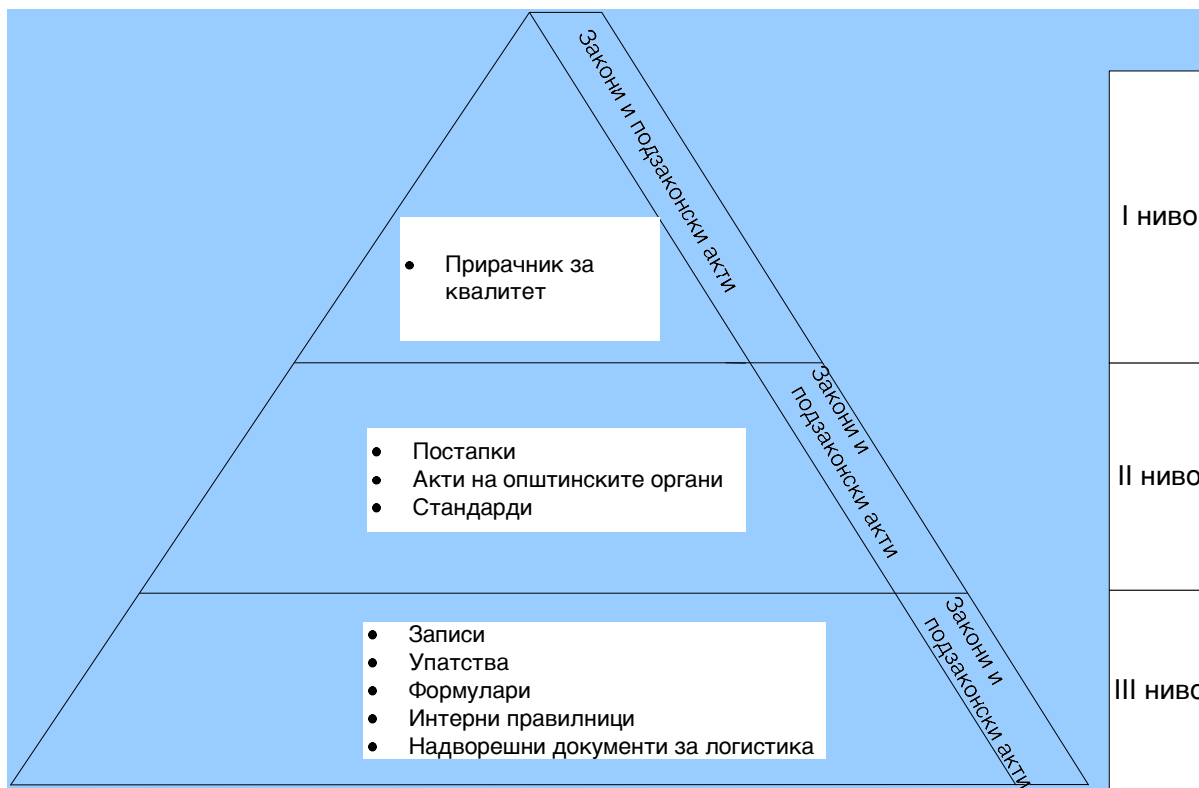 Закони и подзаконски акти
I ниво
• Прирачник за
квалитет
Закони и
подзаконски акти
II ниво
• Постапки
• Акти на општинските органи
• Стандарди
Закони и
подзаконски акти
III ниво
• Записи
• Упатства
• Формулари
• Интерни правилници
• Надворешни документи за логистика